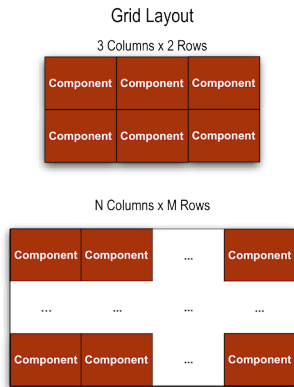 Grid Layout
3 Columns x 2 Rows
Component Component Component
Component Component Component
N Columns x M Rows
Component Component ... Component
... ... ... ...
Component Component ... Component